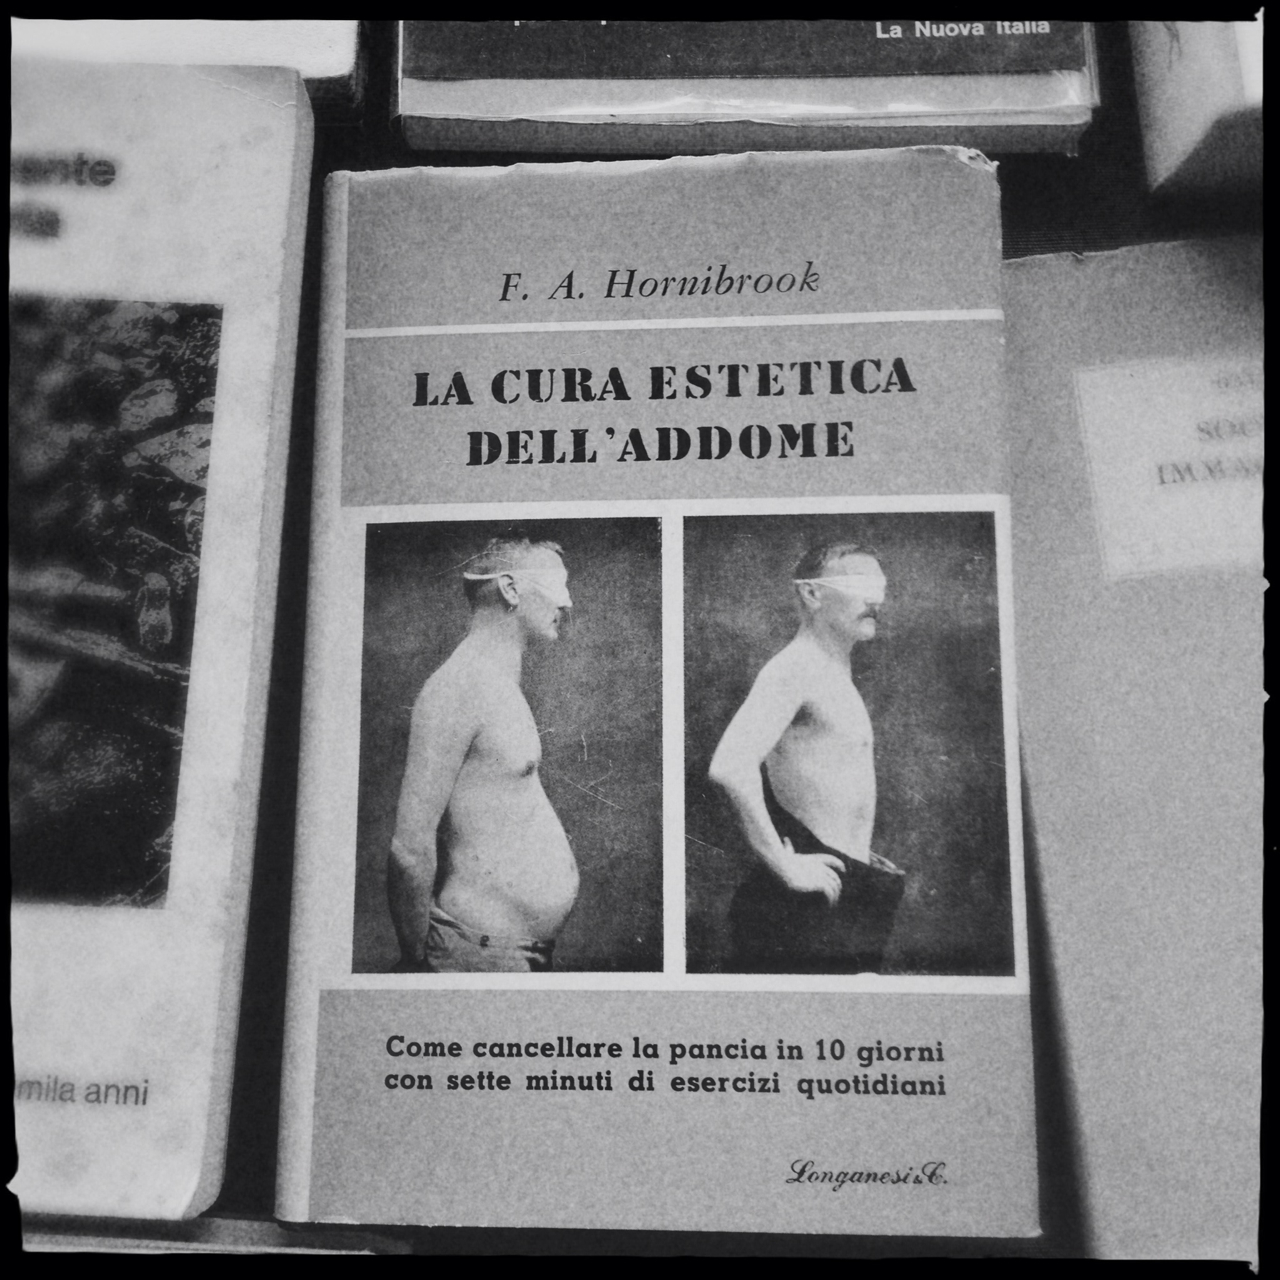 La Nuova Italia
F. A. Hornibrook
LA CURA ESTETICA
DELL'ADDOME
Come cancellare la pancia in 10 giorni
con sette minuti di esercizi quotidiani
Longanesi & C.
mila anni